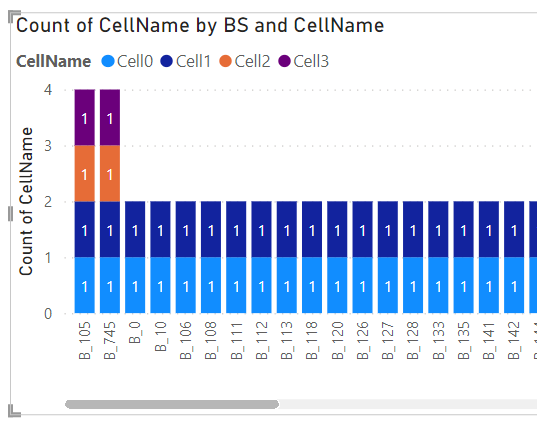 Count of CellName by BS and CellName
CellName Cell0 Cell1 Cell2 Cell3
Count of CellName
4
3
2
1
0
1 1
1 1
1 1 1 1 1 1 1 1 1 1 1 1 1 1 1 1 1 1
1 1 1 1 1 1 1 1 1 1 1 1 1 1 1 1 1 1
B_105
B_745
B_0
B_10
B_106
B_108
B_111
B_112
B_113
B_118
B_120
B_126
B_127
B_128
B_133
B_135
B_141
B_142